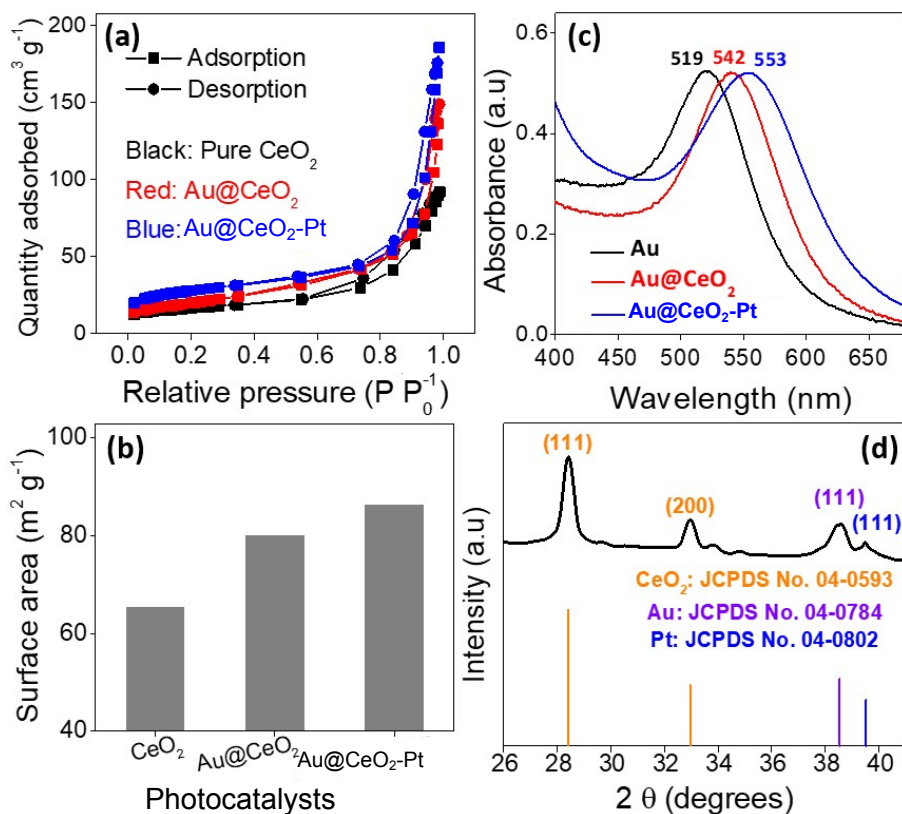 (a)
Adsorption
Desorption
Black: Pure CeO₂
Red: Au@CeO₂
Blue: Au@CeO₂-Pt
200
150
100
50
0
0.0 0.2 0.4 0.6 0.8 1.0
Quantity adsorbed (cm³ g⁻¹)
Relative pressure (P P₀⁻¹)
(c)
519 542 553
Au
Au@CeO₂
Au@CeO₂-Pt
0.6
0.4
0.2
0.0
400 450 500 550 600 650
Absorbance (a.u)
Wavelength (nm)
(b)
100
80
60
40
CeO₂ Au@CeO₂ Au@CeO₂-Pt
Surface area (m² g⁻¹)
Photocatalysts
(d)
(111)
(200)
(111)
(111)
CeO₂: JCPDS No. 04-0593
Au: JCPDS No. 04-0784
Pt: JCPDS No. 04-0802
26 28 31 33 36 38 40
Intensity (a.u)
2 θ (degrees)